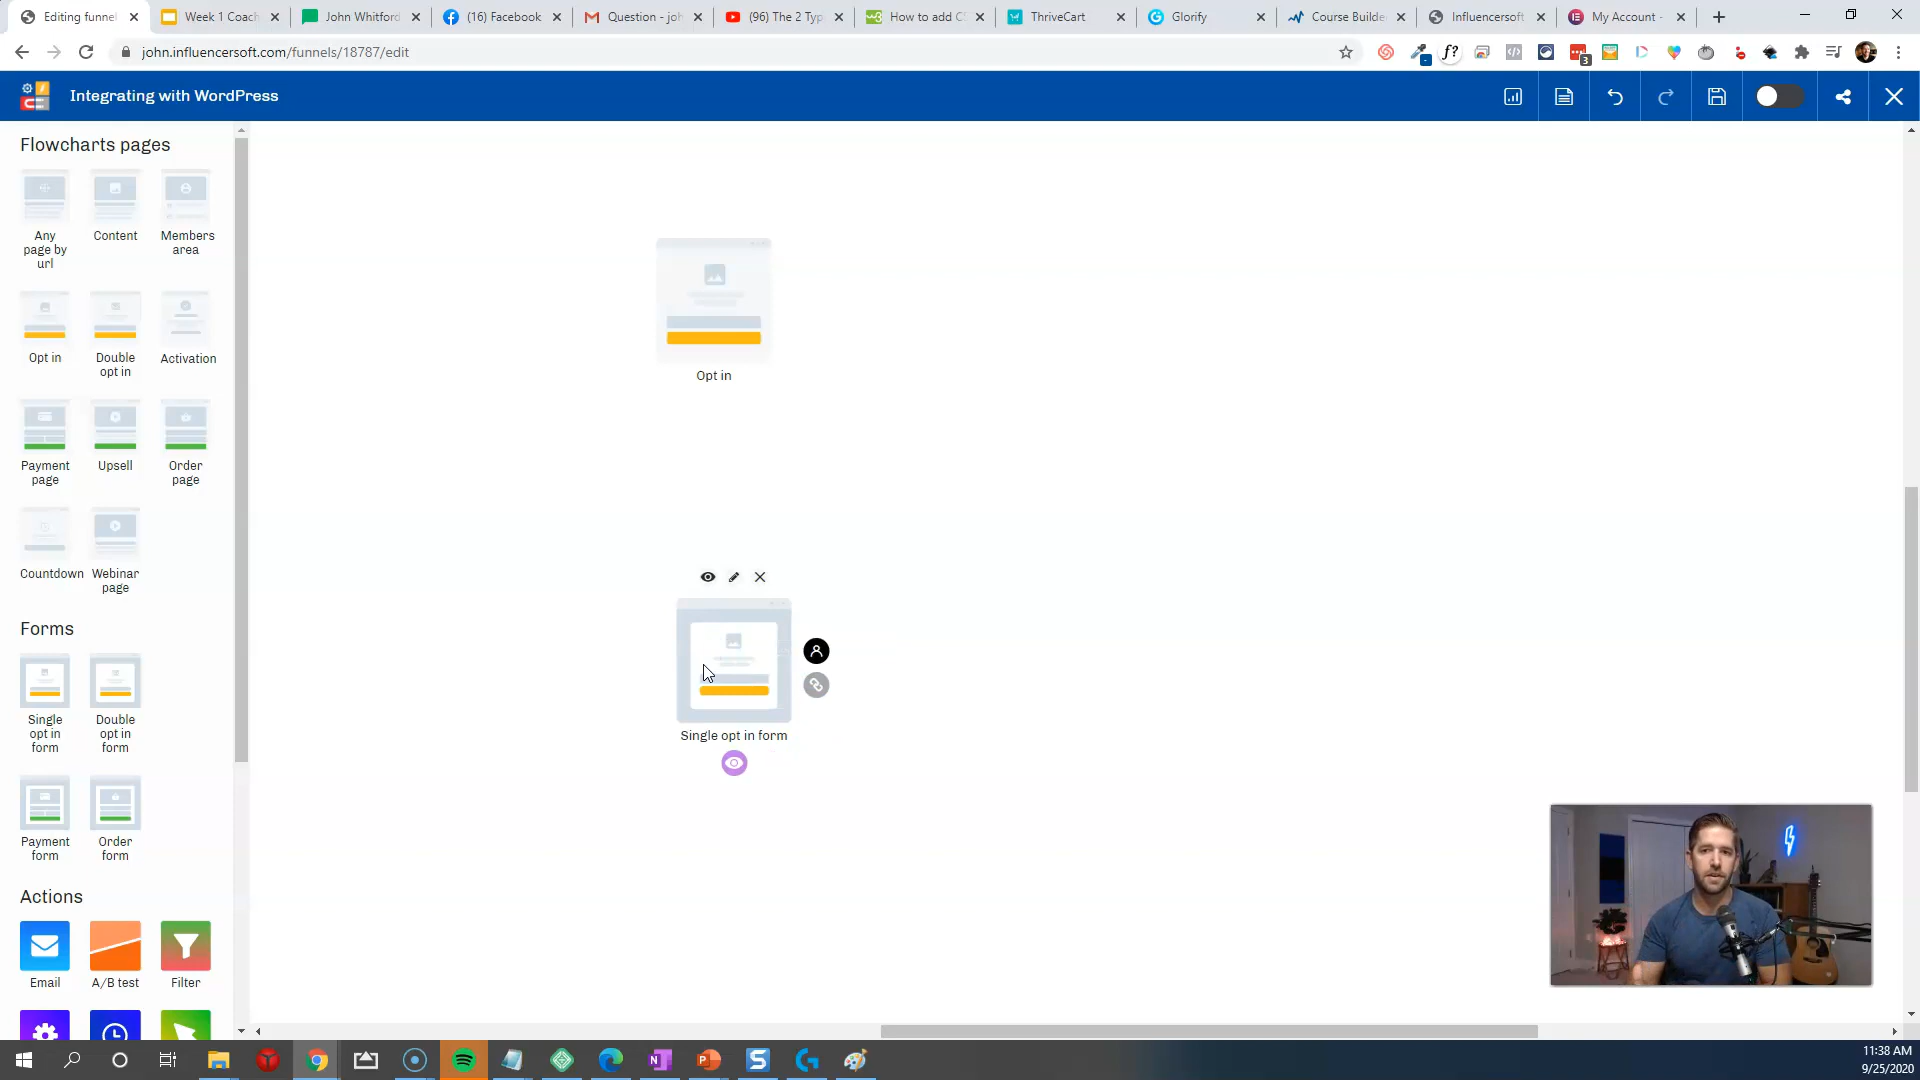 Editing funnel
Week 1 Coach
John Whitford
(16) Facebook
Question - joh
(96) The 2 Typ
How to add C
ThriveCart
Glorify
Course Builde
Influencersoft
My Account -
john.influencersoft.com/funnels/18787/edit
f?
3
Integrating with WordPress
Flowcharts pages
Any page by url
Content
Members area
Opt in
Double opt in
Activation
Payment page
Upsell
Order page
Countdown
Webinar page
Forms
Single opt in form
Double opt in form
Payment form
Order form
Actions
Email
A/B test
Filter
Opt in
Single opt in form
11:38 AM
9/25/2020